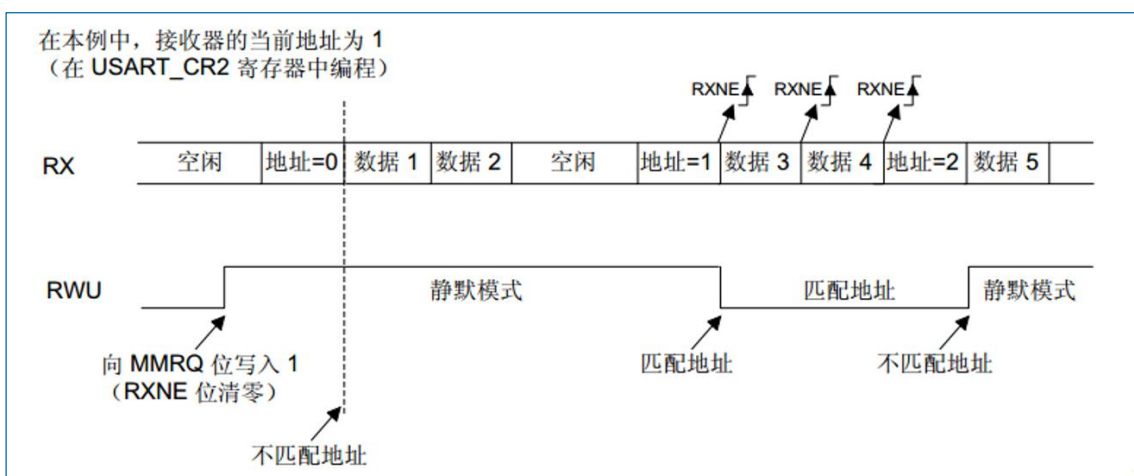 在本例中，接收器的当前地址为 1
（在 USART_CR2 寄存器中编程）
RXNE RXNE RXNE
RX 空闲 地址=0 数据 1 数据 2 空闲 地址=1 数据 3 数据 4 地址=2 数据 5
RWU 静默模式 匹配地址 静默模式
向 MMRQ 位写入 1
（RXNE 位清零）
匹配地址 不匹配地址
不匹配地址